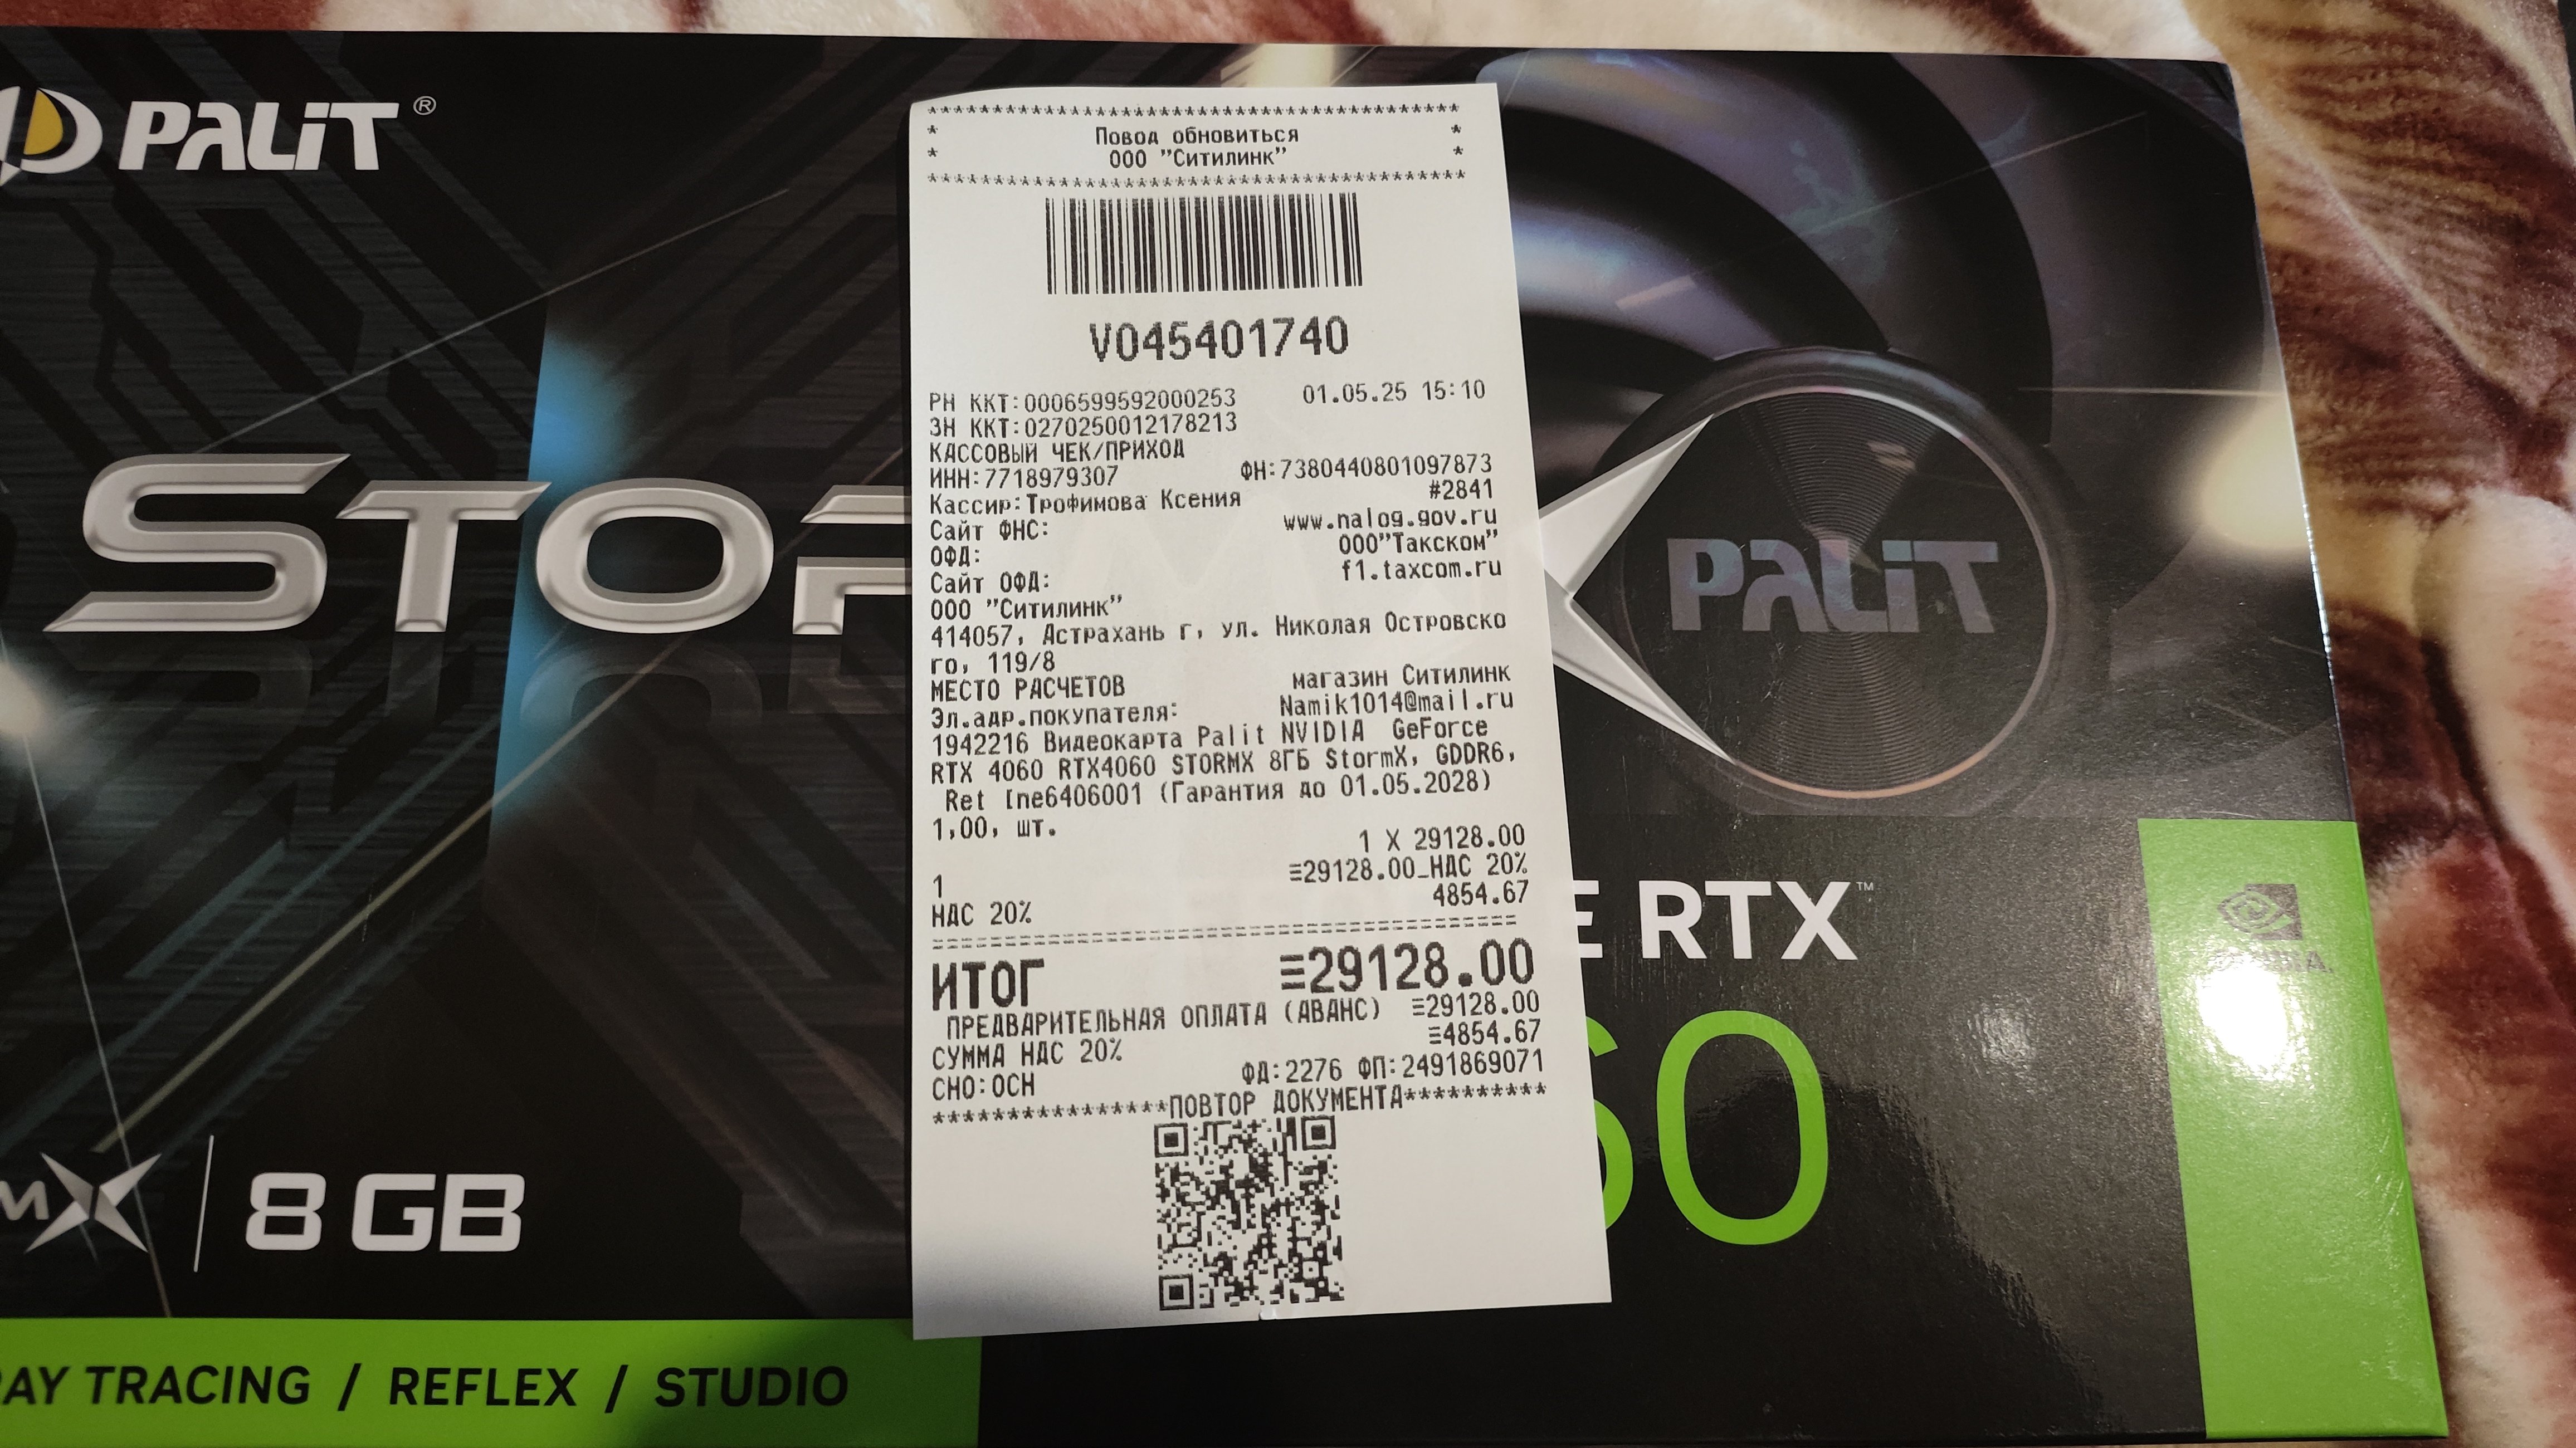 PALiT®
************************************
* Повод обновиться *
* ООО "Ситилинк" *
************************************
V045401740
РН ККТ:0006599592000253 01.05.25 15:10
ЗН ККТ:0270250012178213
КАССОВЫЙ ЧЕК/ПРИХОД
ИНН:7718979307 ФН:7380440801097873
Кассир:Трофимова Ксения #2841
Сайт ФНС: www.nalog.gov.ru
ОФД: ООО"Такском"
Сайт ОФД: f1.taxcom.ru
ООО "Ситилинк"
414057, Астрахань г, ул. Николая Островско
го, 119/8
МЕСТО РАСЧЕТОВ магазин Ситилинк
Эл.адр.покупателя: Namik1014@mail.ru
1942216 Видеокарта Palit NVIDIA GeForce
RTX 4060 RTX4060 STORMX 8ГБ StormX, GDDR6,
Ret [ne6406001 (Гарантия до 01.05.2028)
1,00, шт.
1 X 29128.00
1 ≡29128.00_НДС 20%
НДС 20% 4854.67
========================================
ИТОГ ≡29128.00
ПРЕДВАРИТЕЛЬНАЯ ОПЛАТА (АВАНС) ≡29128.00
СУММА НДС 20% ≡4854.67
СНО:ОСН ФД:2276 ФП:2491869071
****************ПОВТОР ДОКУМЕНТА**********
STOR
X
PALiT
E RTX™
60
MX | 8 GB
RAY TRACING / REFLEX / STUDIO